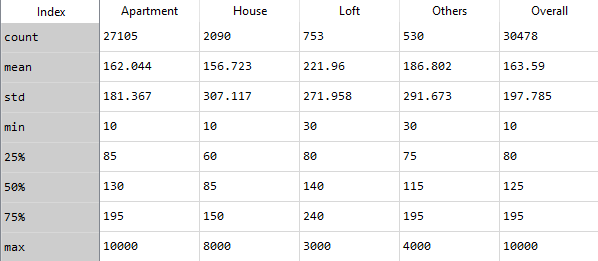 Index Apartment House Loft Others Overall
count 27105 2090 753 530 30478
mean 162.044 156.723 221.96 186.802 163.59
std 181.367 307.117 271.958 291.673 197.785
min 10 10 30 30 10
25% 85 60 80 75 80
50% 130 85 140 115 125
75% 195 150 240 195 195
max 10000 8000 3000 4000 10000